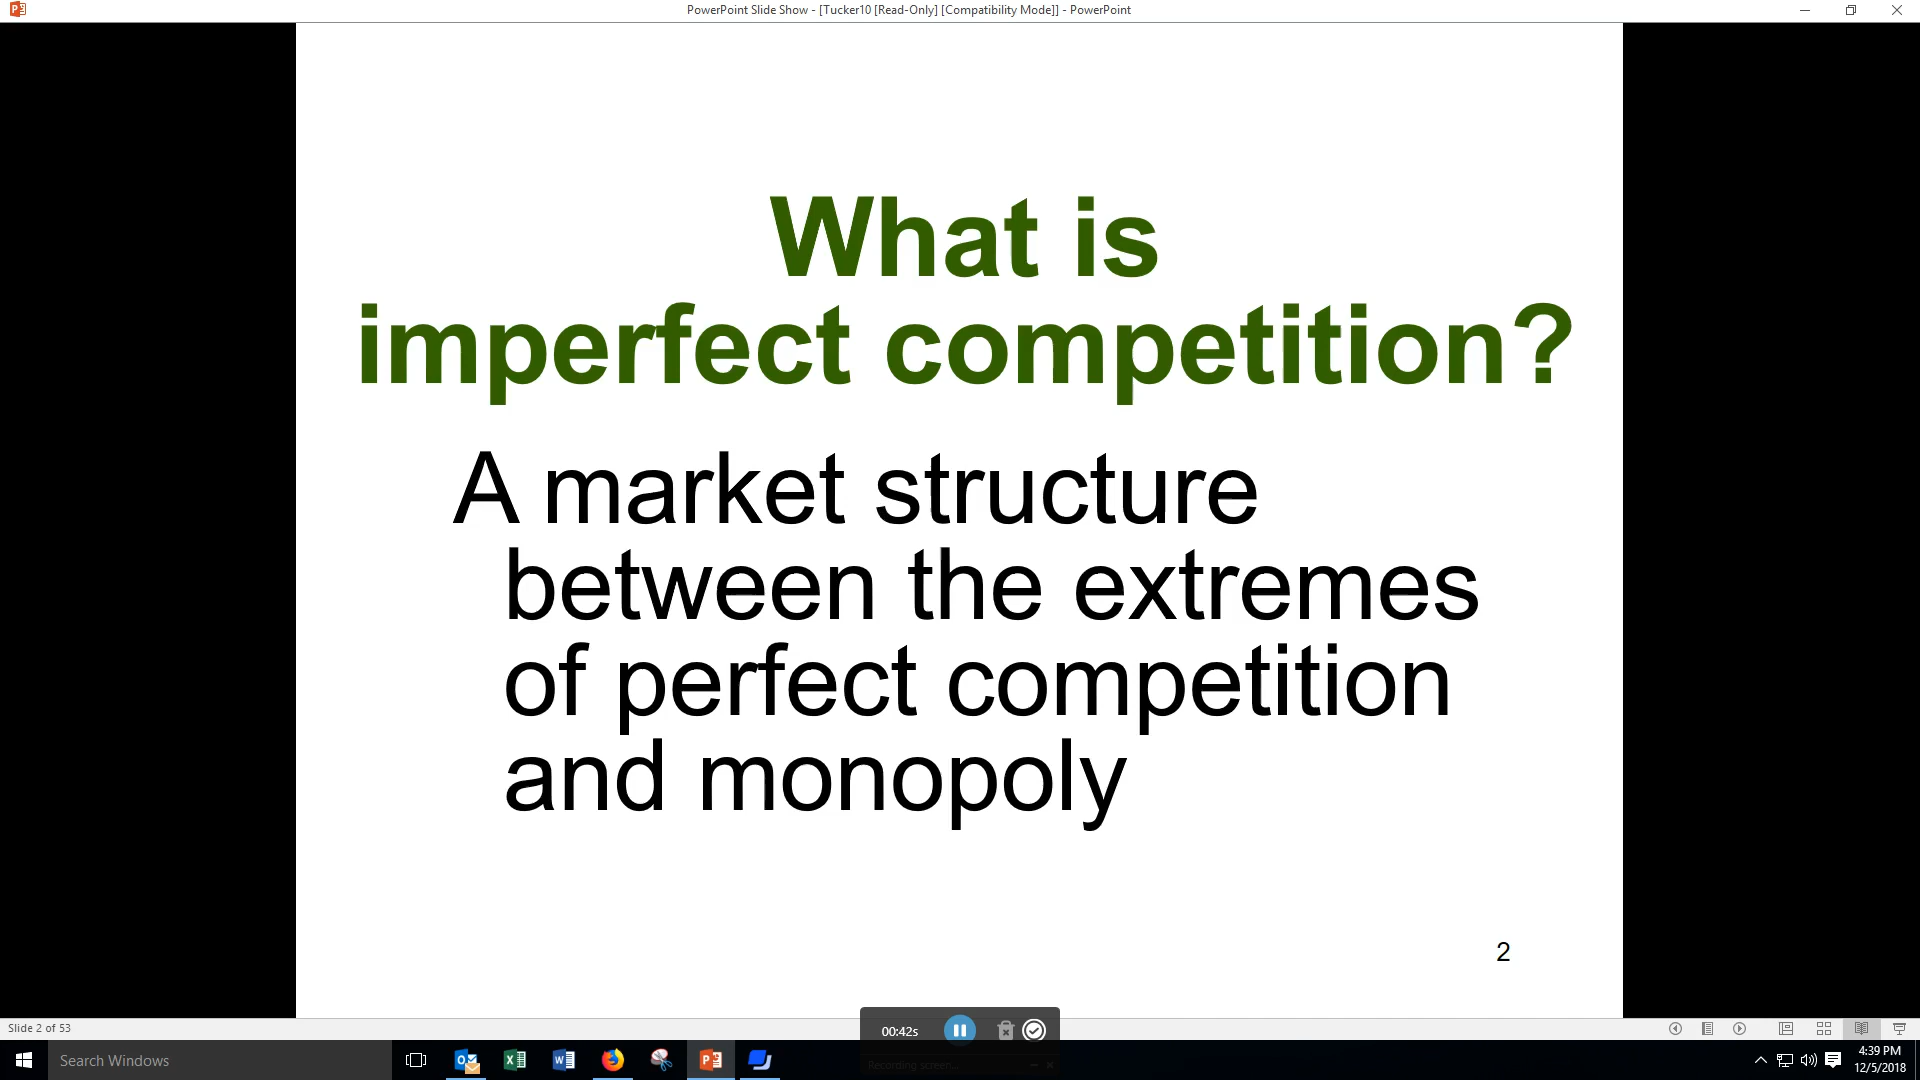 PowerPoint Slide Show - [Tucker10 [Read-Only] [Compatibility Mode]] - PowerPoint
What is
imperfect competition?
A market structure
between the extremes
of perfect competition
and monopoly
2
Slide 2 of 53
00:42s
Recording screen...
Search Windows
4:39 PM
12/5/2018